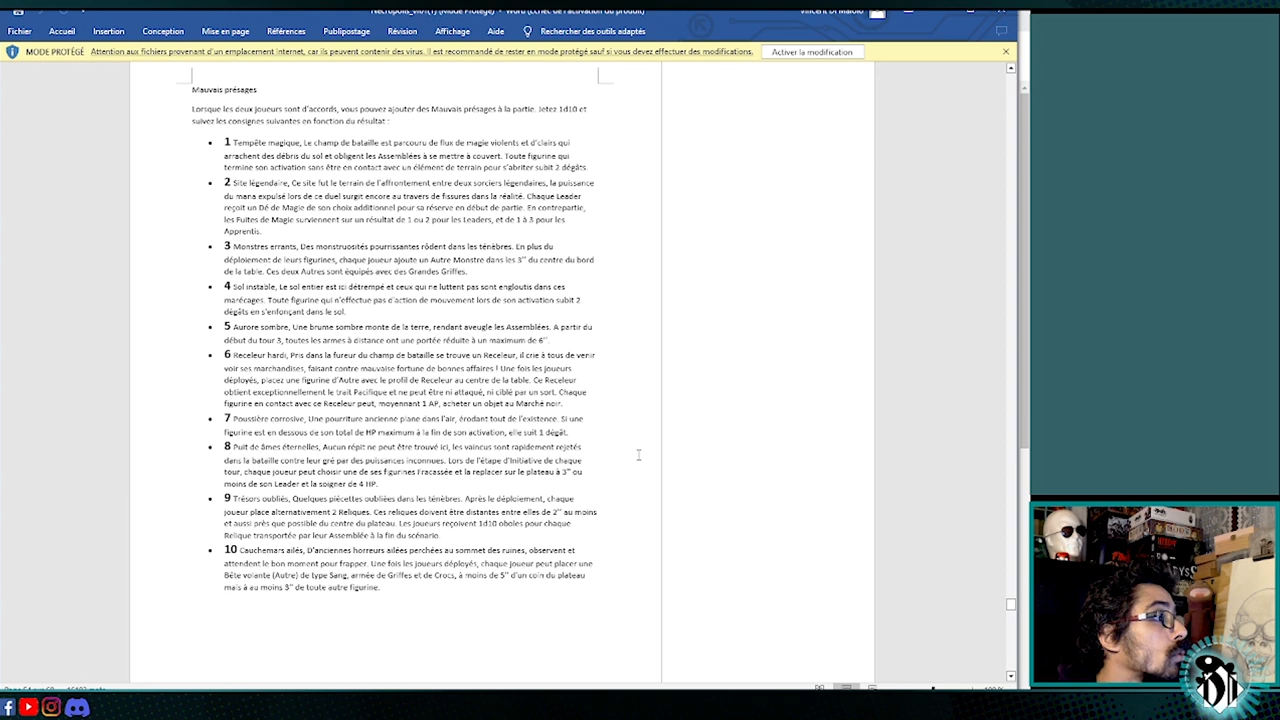 Necropolis_vf01(1) (Mode Protégé) - Word (Échec de l'activation du produit)
Vincent Di Maiolo
Fichier Accueil Insertion Conception Mise en page Références Publipostage Révision Affichage Aide Rechercher des outils adaptés
MODE PROTÉGÉ Attention aux fichiers provenant d'un emplacement Internet, car ils peuvent contenir des virus. Il est recommandé de rester en mode protégé sauf si vous devez effectuer des modifications. Activer la modification
Mauvais présages
Lorsque les deux joueurs sont d'accords, vous pouvez ajouter des Mauvais présages à la partie. Jetez 1d10 et
suivez les consignes suivantes en fonction du résultat :
• 1 Tempête magique, Le champ de bataille est parcouru de flux de magie violents et d'clairs qui
arrachent des débris du sol et obligent les Assemblées à se mettre à couvert. Toute figurine qui
termine son activation sans être en contact avec un élément de terrain pour s'abriter subit 2 dégâts.
• 2 Site légendaire, Ce site fut le terrain de l'affrontement entre deux sorciers légendaires, la puissance
du mana expulsé lors de ce duel surgit encore au travers de fissures dans la réalité. Chaque Leader
reçoit un Dé de Magie de son choix additionnel pour sa réserve en début de partie. En contrepartie,
les Fuites de Magie surviennent sur un résultat de 1 ou 2 pour les Leaders, et de 1 à 3 pour les
Apprentis.
• 3 Monstres errants, Des monstruosités pourrissantes rôdent dans les ténèbres. En plus du
déploiement de leurs figurines, chaque joueur ajoute un Autre Monstre dans les 3'' du centre du bord
de la table. Ces deux Autres sont équipés avec des Grandes Griffes.
• 4 Sol instable, Le sol entier est ici détrempé et ceux qui ne luttent pas sont engloutis dans ces
marécages. Toute figurine qui n'effectue pas d'action de mouvement lors de son activation subit 2
dégâts en s'enfonçant dans le sol.
• 5 Aurore sombre, Une brume sombre monte de la terre, rendant aveugle les Assemblées. A partir du
début du tour 3, toutes les armes à distance ont une portée réduite à un maximum de 6''.
• 6 Receleur hardi, Pris dans la fureur du champ de bataille se trouve un Receleur, il crie à tous de venir
voir ses marchandises, faisant contre mauvaise fortune de bonnes affaires ! Une fois les joueurs
déployés, placez une figurine d'Autre avec le profil de Receleur au centre de la table. Ce Receleur
obtient exceptionnellement le trait Pacifique et ne peut être ni attaqué, ni ciblé par un sort. Chaque
figurine en contact avec ce Receleur peut, moyennant 1 AP, acheter un objet au Marché noir.
• 7 Poussière corrosive, Une pourriture ancienne plane dans l'air, érodant tout de l'existence. Si une
figurine est en dessous de son total de HP maximum à la fin de son activation, elle suit 1 dégât.
• 8 Puit de âmes éternelles, Aucun répit ne peut être trouvé ici, les vaincus sont rapidement rejetés
dans la bataille contre leur gré par des puissances inconnues. Lors de l'étape d'Initiative de chaque
tour, chaque joueur peut choisir une de ses figurines Fracassée et la replacer sur le plateau à 3'' ou
moins de son Leader et la soigner de 4 HP.
• 9 Trésors oubliés, Quelques piécettes oubliées dans les ténèbres. Après le déploiement, chaque
joueur place alternativement 2 Reliques. Ces reliques doivent être distantes entre elles de 2'' au moins
et aussi près que possible du centre du plateau. Les joueurs reçoivent 1d10 oboles pour chaque
Relique transportée par leur Assemblée à la fin du scénario.
• 10 Cauchemars ailés, D'anciennes horreurs ailées perchées au sommet des ruines, observent et
attendent le bon moment pour frapper. Une fois les joueurs déployés, chaque joueur peut placer une
Bête volante (Autre) de type Sang, armée de Griffes et de Crocs, à moins de 5'' d'un coin du plateau
mais à au moins 3'' de toute autre figurine.